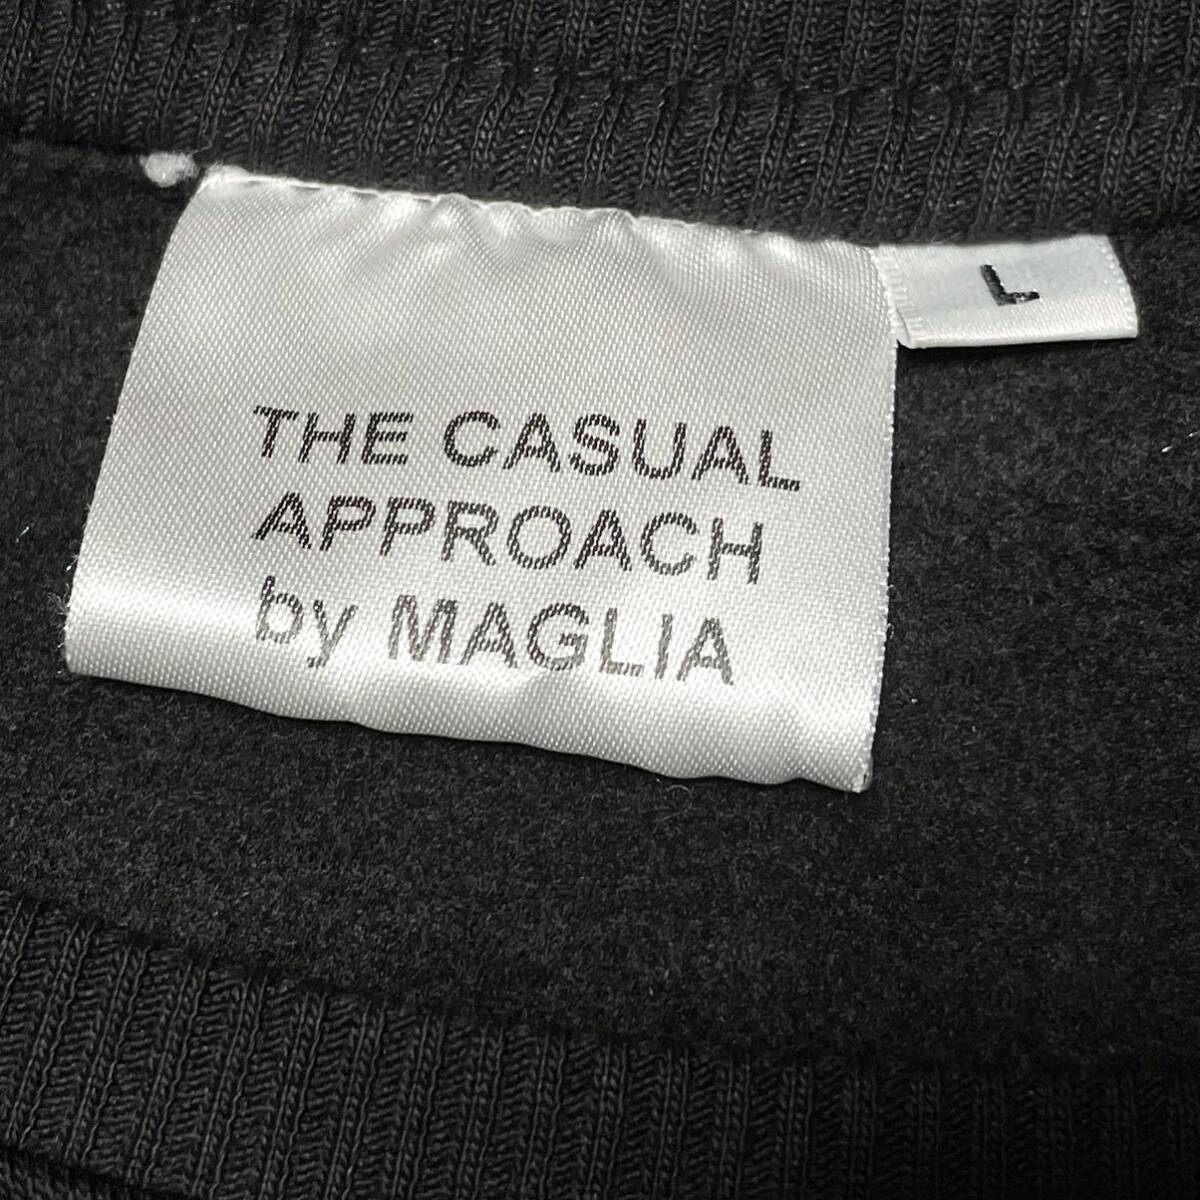 THE CASUAL
APPROACH
by MAGLIA
L